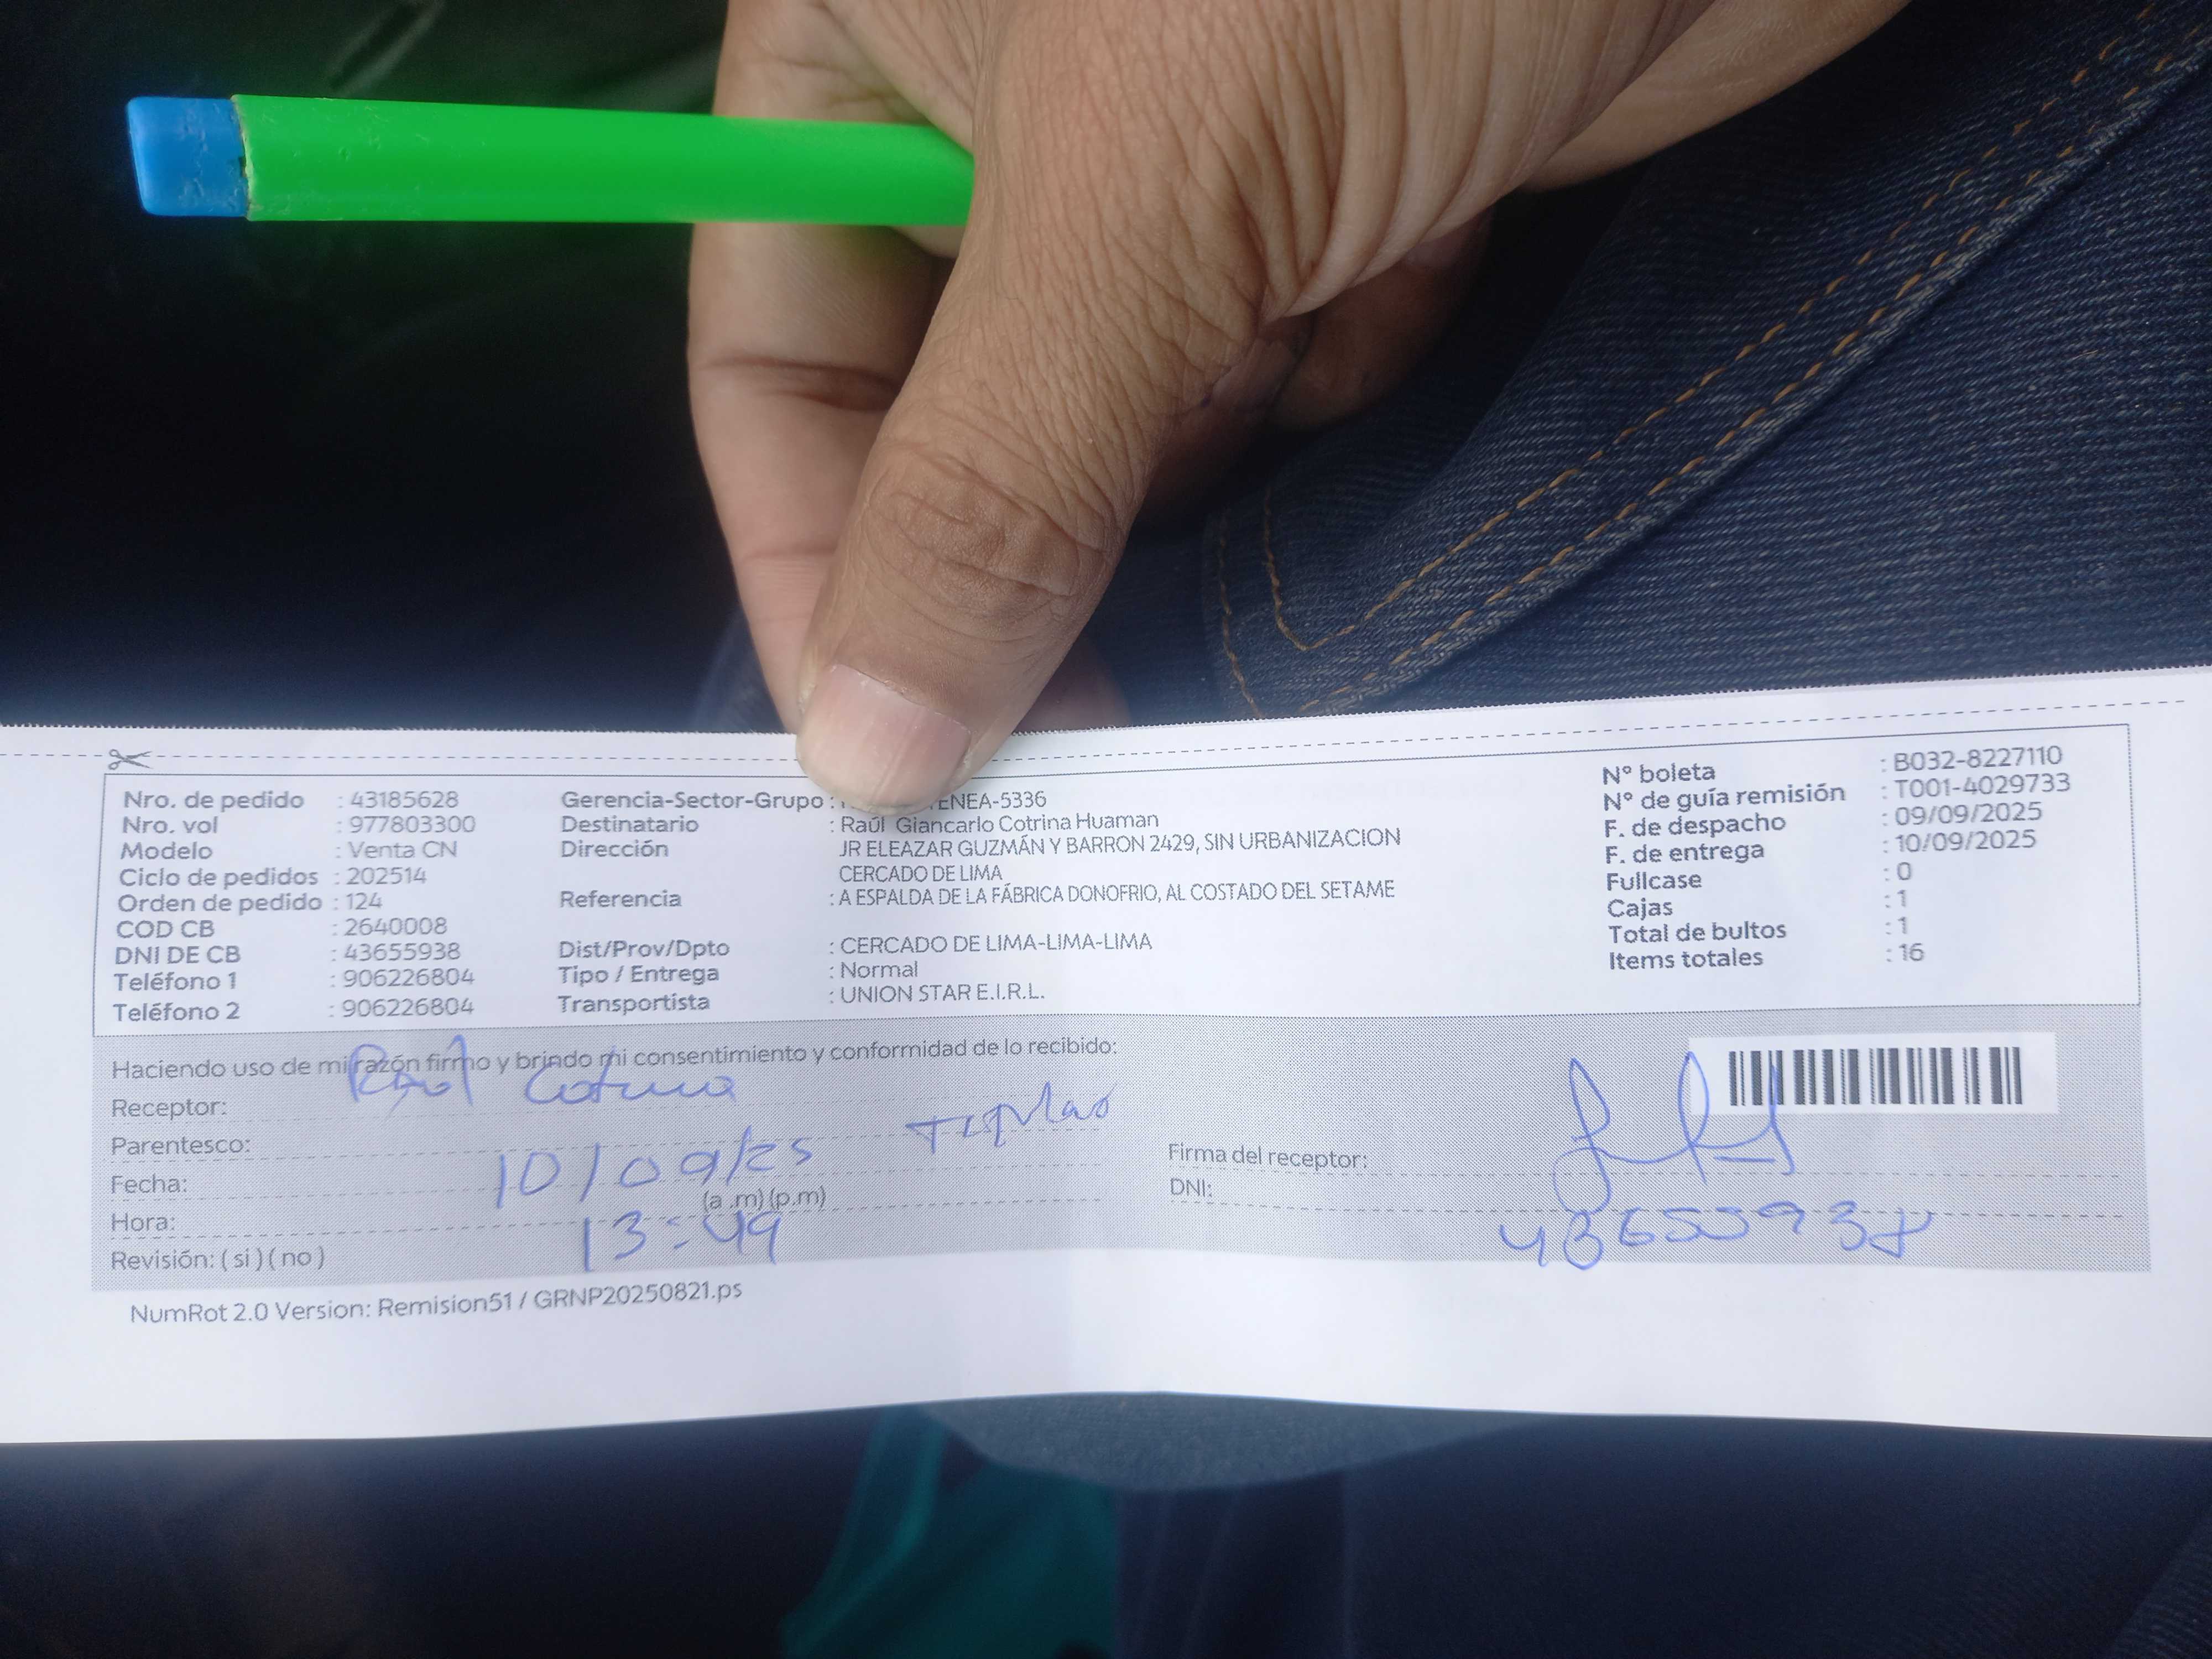 Nro. de pedido : 43185628
Nro. vol : 977803300
Modelo : Venta CN
Ciclo de pedidos : 202514
Orden de pedido : 124
COD CB : 2640008
DNI DE CB : 43655938
Teléfono 1 : 906226804
Teléfono 2 : 906226804
Gerencia-Sector-Grupo : ENEA-5336
Destinatario : Raúl Giancarlo Cotrina Huaman
Dirección : JR ELEAZAR GUZMÁN Y BARRON 2429, SIN URBANIZACION
CERCADO DE LIMA
Referencia : A ESPALDA DE LA FÁBRICA DONOFRIO, AL COSTADO DEL SETAME
Dist/Prov/Dpto : CERCADO DE LIMA-LIMA-LIMA
Tipo / Entrega : Normal
Transportista : UNION STAR E.I.R.L.
N° boleta : B032-8227110
N° de guía remisión : T001-4029733
F. de despacho : 09/09/2025
F. de entrega : 10/09/2025
Fullcase : 0
Cajas : 1
Total de bultos : 1
Items totales : 16
Haciendo uso de mi razón firmo y brindo mi consentimiento y conformidad de lo recibido:
Receptor: Raúl Cotrina
Parentesco:
Fecha: 10/09/25
(a .m) (p.m)
Hora: 13:49
Revisión: ( si ) ( no )
Firma del receptor:
DNI: 43655938
NumRot 2.0 Version: Remision51 / GRNP20250821.ps